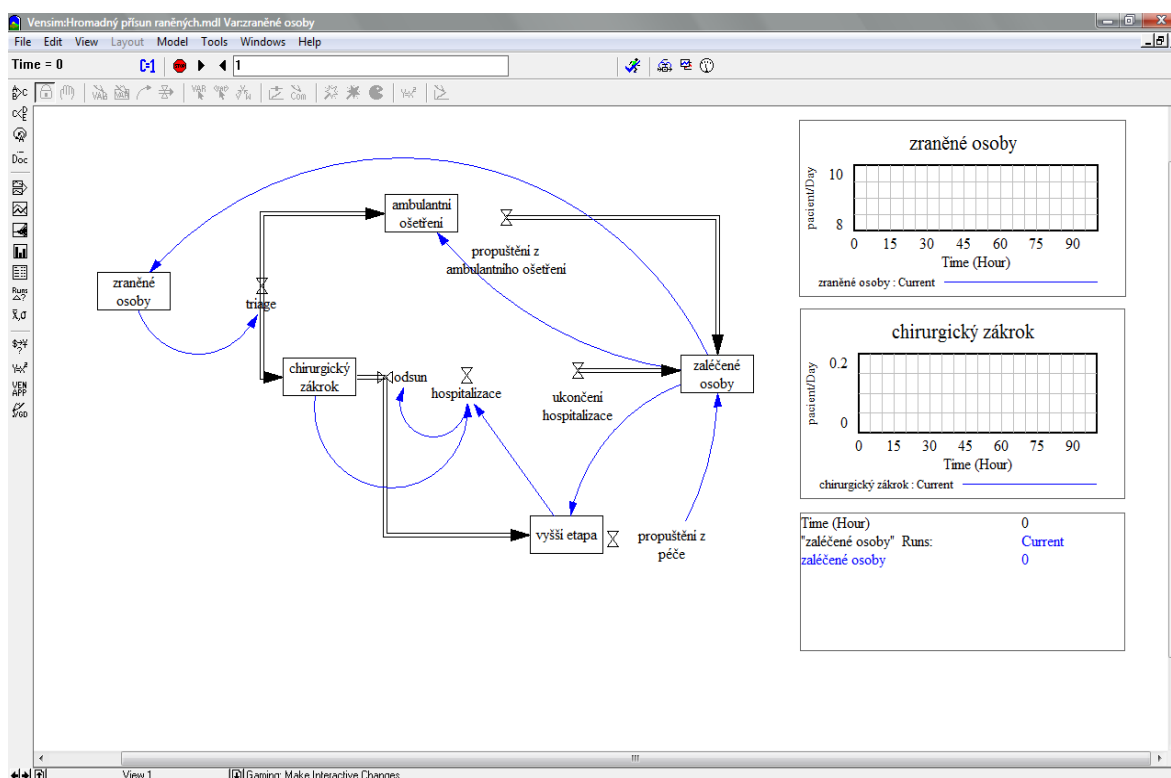 Vensim:Hromadný přísun raněných.mdl Var:zraněné osoby
File Edit View Layout Model Tools Windows Help
Time = 0
1
Doc
zraněné
osoby
triage
ambulantní
ošetření
propuštění z
ambulantního ošetření
chirurgický
zákrok
odsun
hospitalizace
ukončení
hospitalizace
zaléčené
osoby
vyšší etapa
propuštění z
péče
zraněné osoby
pacient/Day
10
8
0 15 30 45 60 75 90
Time (Hour)
zraněné osoby : Current
chirurgický zákrok
pacient/Day
0.2
0
0 15 30 45 60 75 90
Time (Hour)
chirurgický zákrok : Current
Time (Hour) 0
"zaléčené osoby" Runs: Current
zaléčené osoby 0
View 1
Gaming: Make Interactive Changes